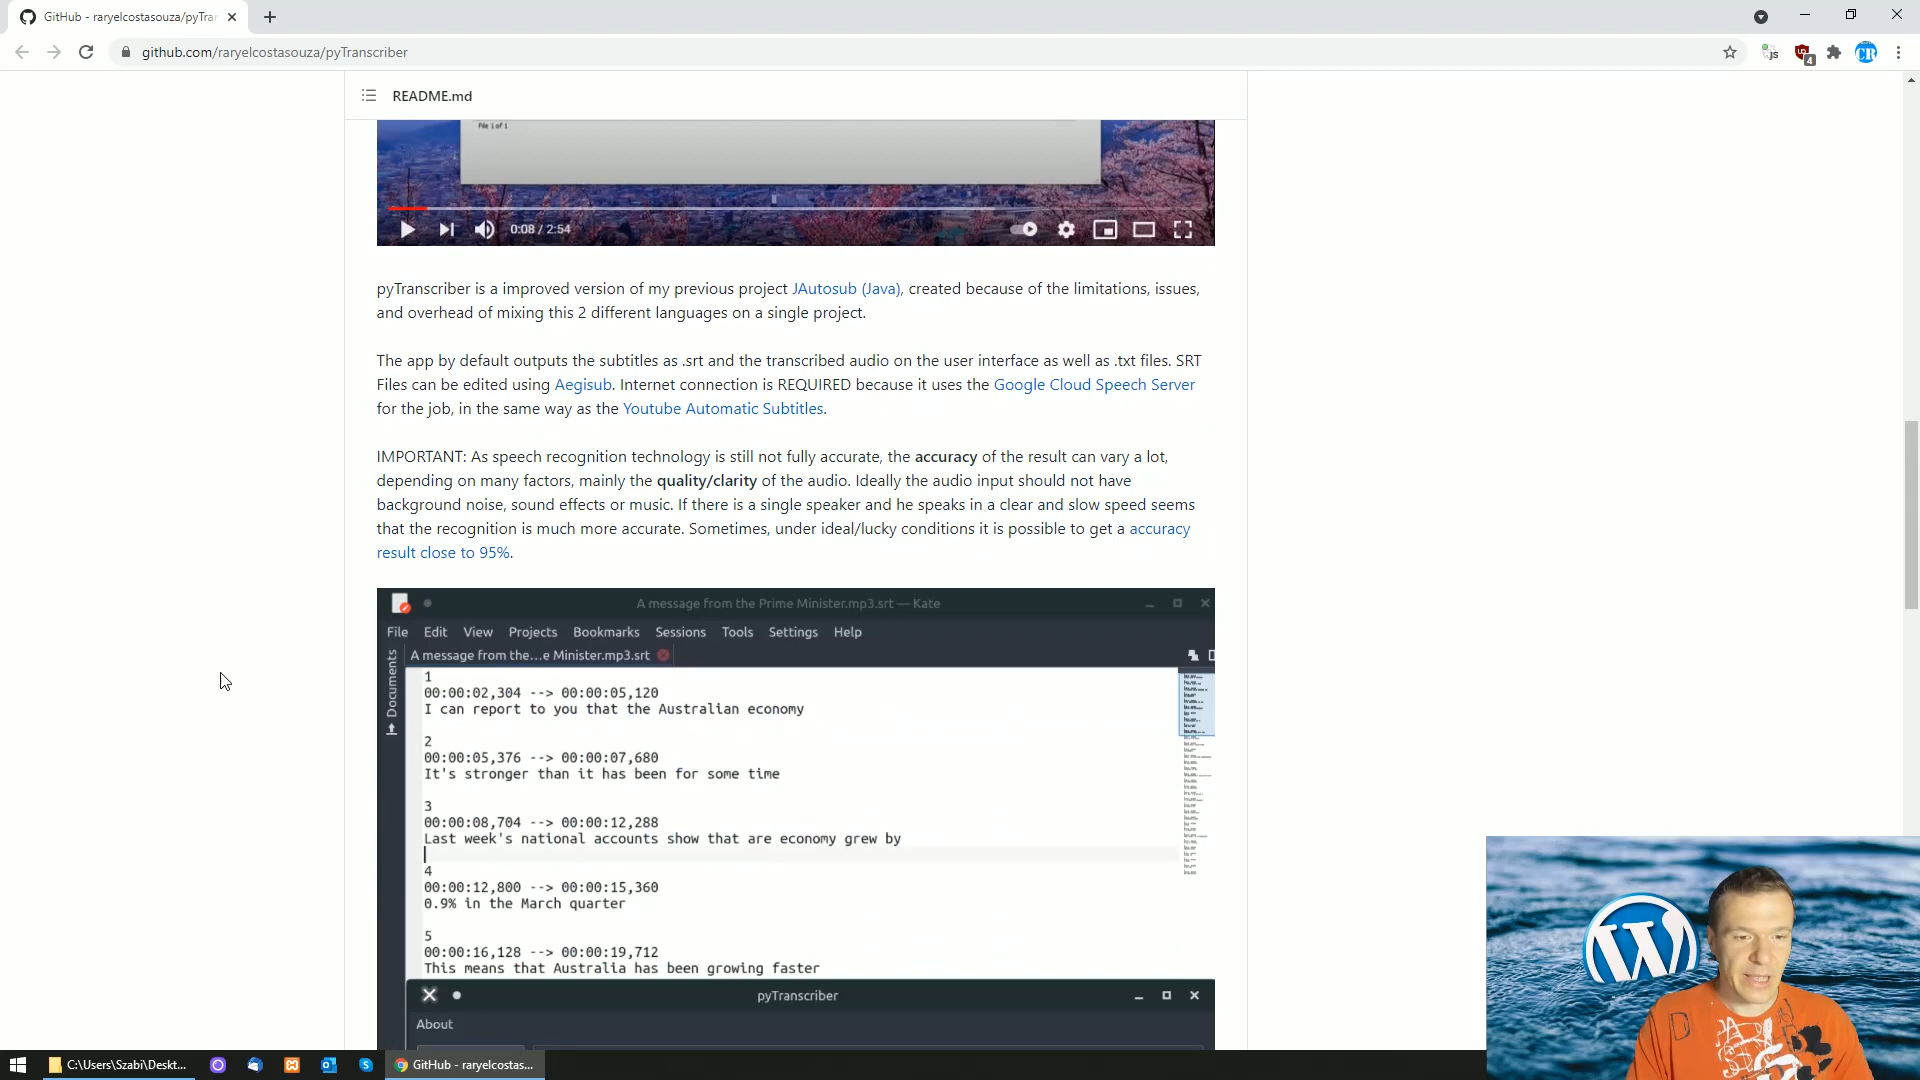 GitHub - raryelcostasouza/pyTra
github.com/raryelcostasouza/pyTranscriber
JS
4
CR
README.md
File 1 of 1
0:08 / 2:54
pyTranscriber is a improved version of my previous project JAutosub (Java), created because of the limitations, issues,
and overhead of mixing this 2 different languages on a single project.
The app by default outputs the subtitles as .srt and the transcribed audio on the user interface as well as .txt files. SRT
Files can be edited using Aegisub. Internet connection is REQUIRED because it uses the Google Cloud Speech Server
for the job, in the same way as the Youtube Automatic Subtitles.
IMPORTANT: As speech recognition technology is still not fully accurate, the accuracy of the result can vary a lot,
depending on many factors, mainly the quality/clarity of the audio. Ideally the audio input should not have
background noise, sound effects or music. If there is a single speaker and he speaks in a clear and slow speed seems
that the recognition is much more accurate. Sometimes, under ideal/lucky conditions it is possible to get a accuracy
result close to 95%.
A message from the Prime Minister.mp3.srt — Kate
File Edit View Projects Bookmarks Sessions Tools Settings Help
A message from the...e Minister.mp3.srt
Documents
1
00:00:02,304 --> 00:00:05,120
I can report to you that the Australian economy
2
00:00:05,376 --> 00:00:07,680
It's stronger than it has been for some time
3
00:00:08,704 --> 00:00:12,288
Last week's national accounts show that are economy grew by
4
00:00:12,800 --> 00:00:15,360
0.9% in the March quarter
5
00:00:16,128 --> 00:00:19,712
This means that Australia has been growing faster
pyTranscriber
About
C:\Users\Szabi\Deskt...
GitHub - raryelcostas...